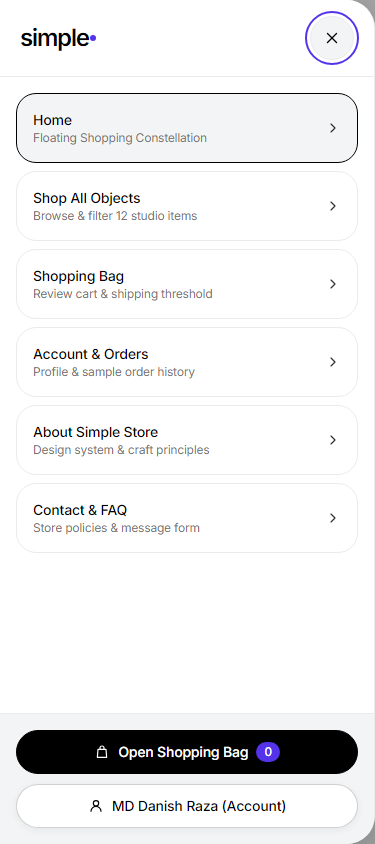 simple
Home
Floating Shopping Constellation
Shop All Objects
Browse & filter 12 studio items
Shopping Bag
Review cart & shipping threshold
Account & Orders
Profile & sample order history
About Simple Store
Design system & craft principles
Contact & FAQ
Store policies & message form
Open Shopping Bag 0
MD Danish Raza (Account)